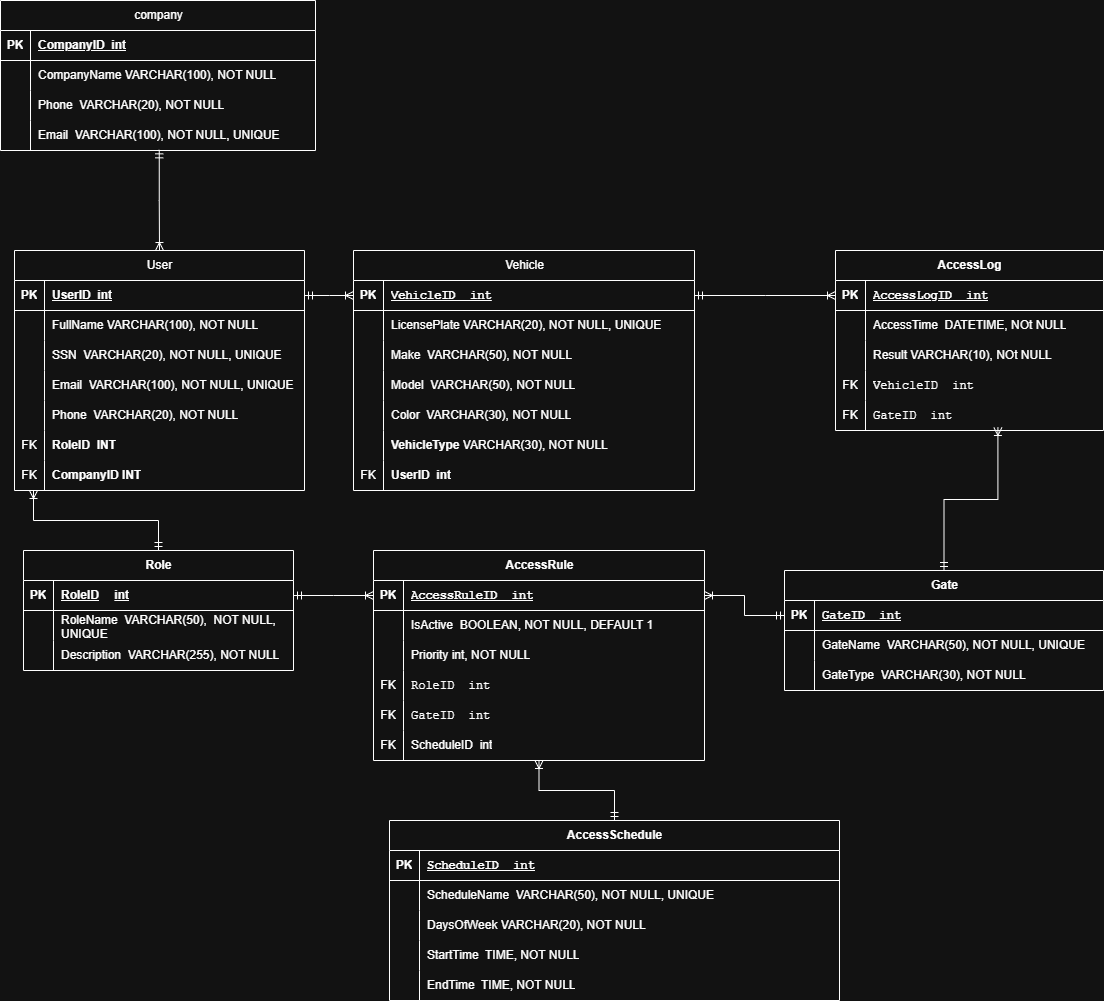 company
PK CompanyID int
CompanyName VARCHAR(100), NOT NULL
Phone VARCHAR(20), NOT NULL
Email VARCHAR(100), NOT NULL, UNIQUE
User
PK UserID int
FullName VARCHAR(100), NOT NULL
SSN VARCHAR(20), NOT NULL, UNIQUE
Email VARCHAR(100), NOT NULL, UNIQUE
Phone VARCHAR(20), NOT NULL
FK RoleID INT
FK CompanyID INT
Vehicle
PK VehicleID int
LicensePlate VARCHAR(20), NOT NULL, UNIQUE
Make VARCHAR(50), NOT NULL
Model VARCHAR(50), NOT NULL
Color VARCHAR(30), NOT NULL
VehicleType VARCHAR(30), NOT NULL
FK UserID int
AccessLog
PK AccessLogID int
AccessTime DATETIME, NOt NULL
Result VARCHAR(10), NOt NULL
FK VehicleID int
FK GateID int
Role
PK RoleID int
RoleName VARCHAR(50), NOT NULL,
UNIQUE
Description VARCHAR(255), NOT NULL
AccessRule
PK AccessRuleID int
IsActive BOOLEAN, NOT NULL, DEFAULT 1
Priority int, NOT NULL
FK RoleID int
FK GateID int
FK ScheduleID int
Gate
PK GateID int
GateName VARCHAR(50), NOT NULL, UNIQUE
GateType VARCHAR(30), NOT NULL
AccessSchedule
PK ScheduleID int
ScheduleName VARCHAR(50), NOT NULL, UNIQUE
DaysOfWeek VARCHAR(20), NOT NULL
StartTime TIME, NOT NULL
EndTime TIME, NOT NULL